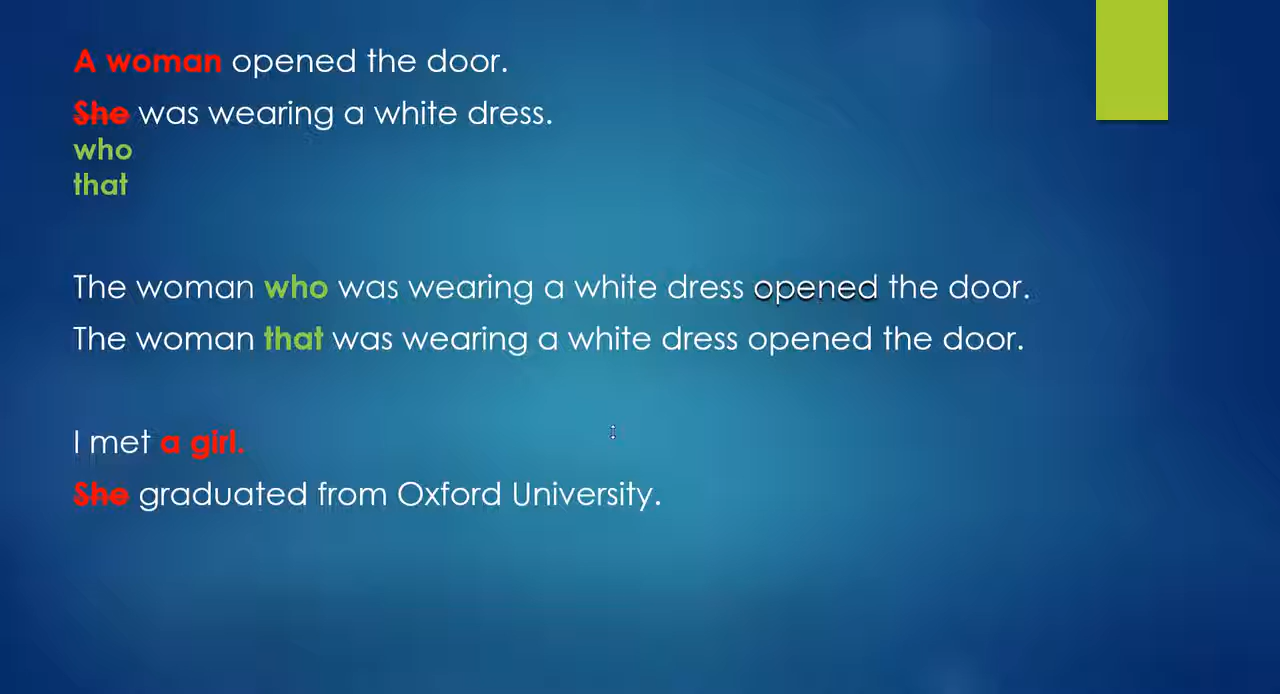 A woman opened the door.
She was wearing a white dress.
who
that
The woman who was wearing a white dress opened the door.
The woman that was wearing a white dress opened the door.
I met a girl.
She graduated from Oxford University.